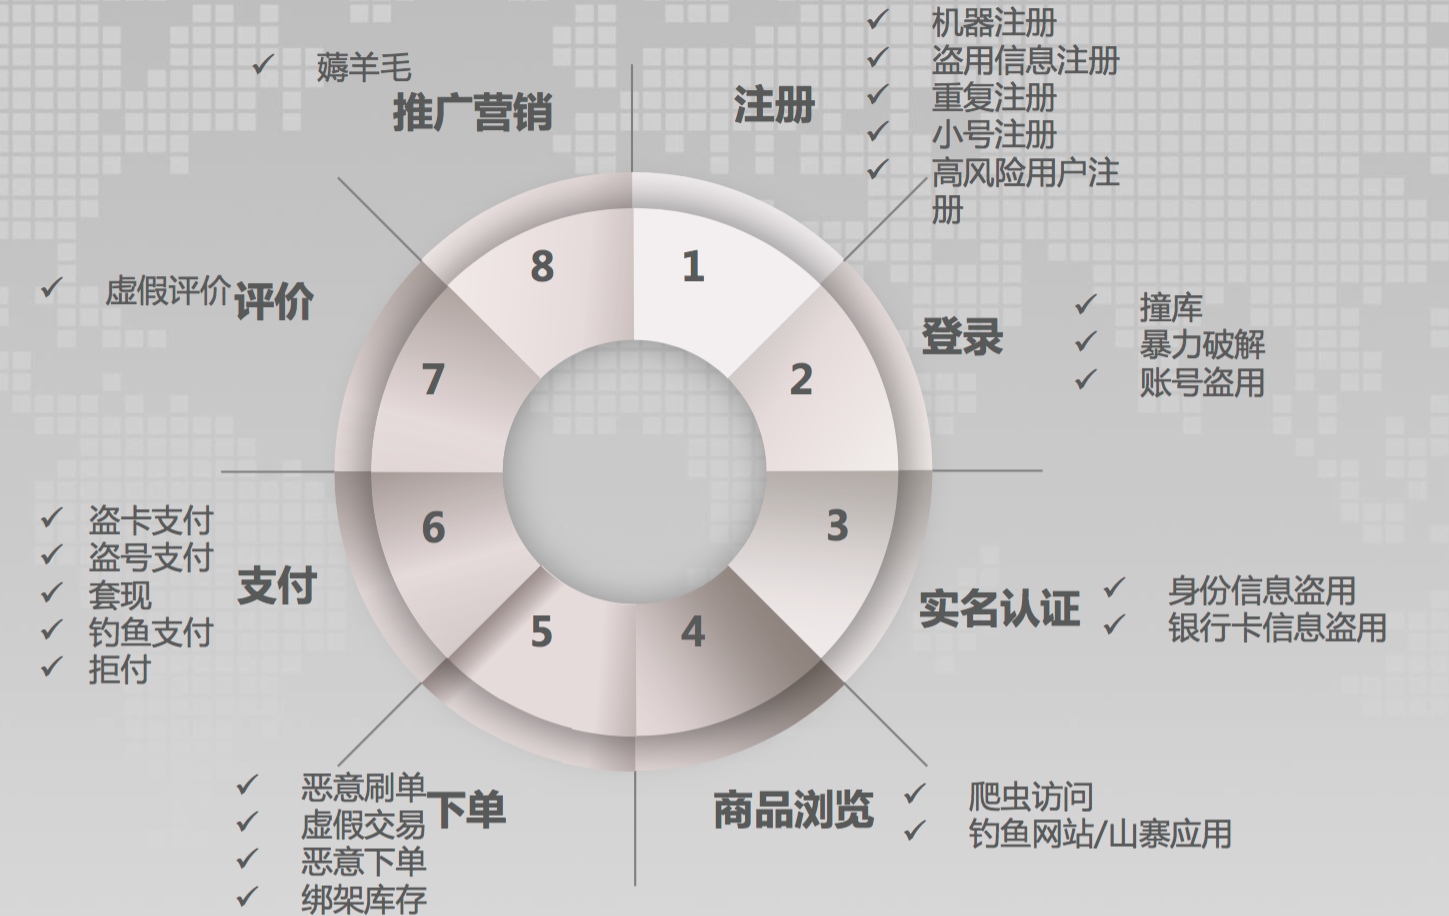 机器注册
盗用信息注册
重复注册
小号注册
高风险用户注
册
注册
薅羊毛
推广营销
8
1
虚假评价
评价
登录
撞库
暴力破解
账号盗用
7
2
6
3
盗卡支付
盗号支付
套现
钓鱼支付
拒付
支付
实名认证
身份信息盗用
银行卡信息盗用
5
4
恶意刷单
虚假交易
恶意下单
绑架库存
下单
商品浏览
爬虫访问
钓鱼网站/山寨应用